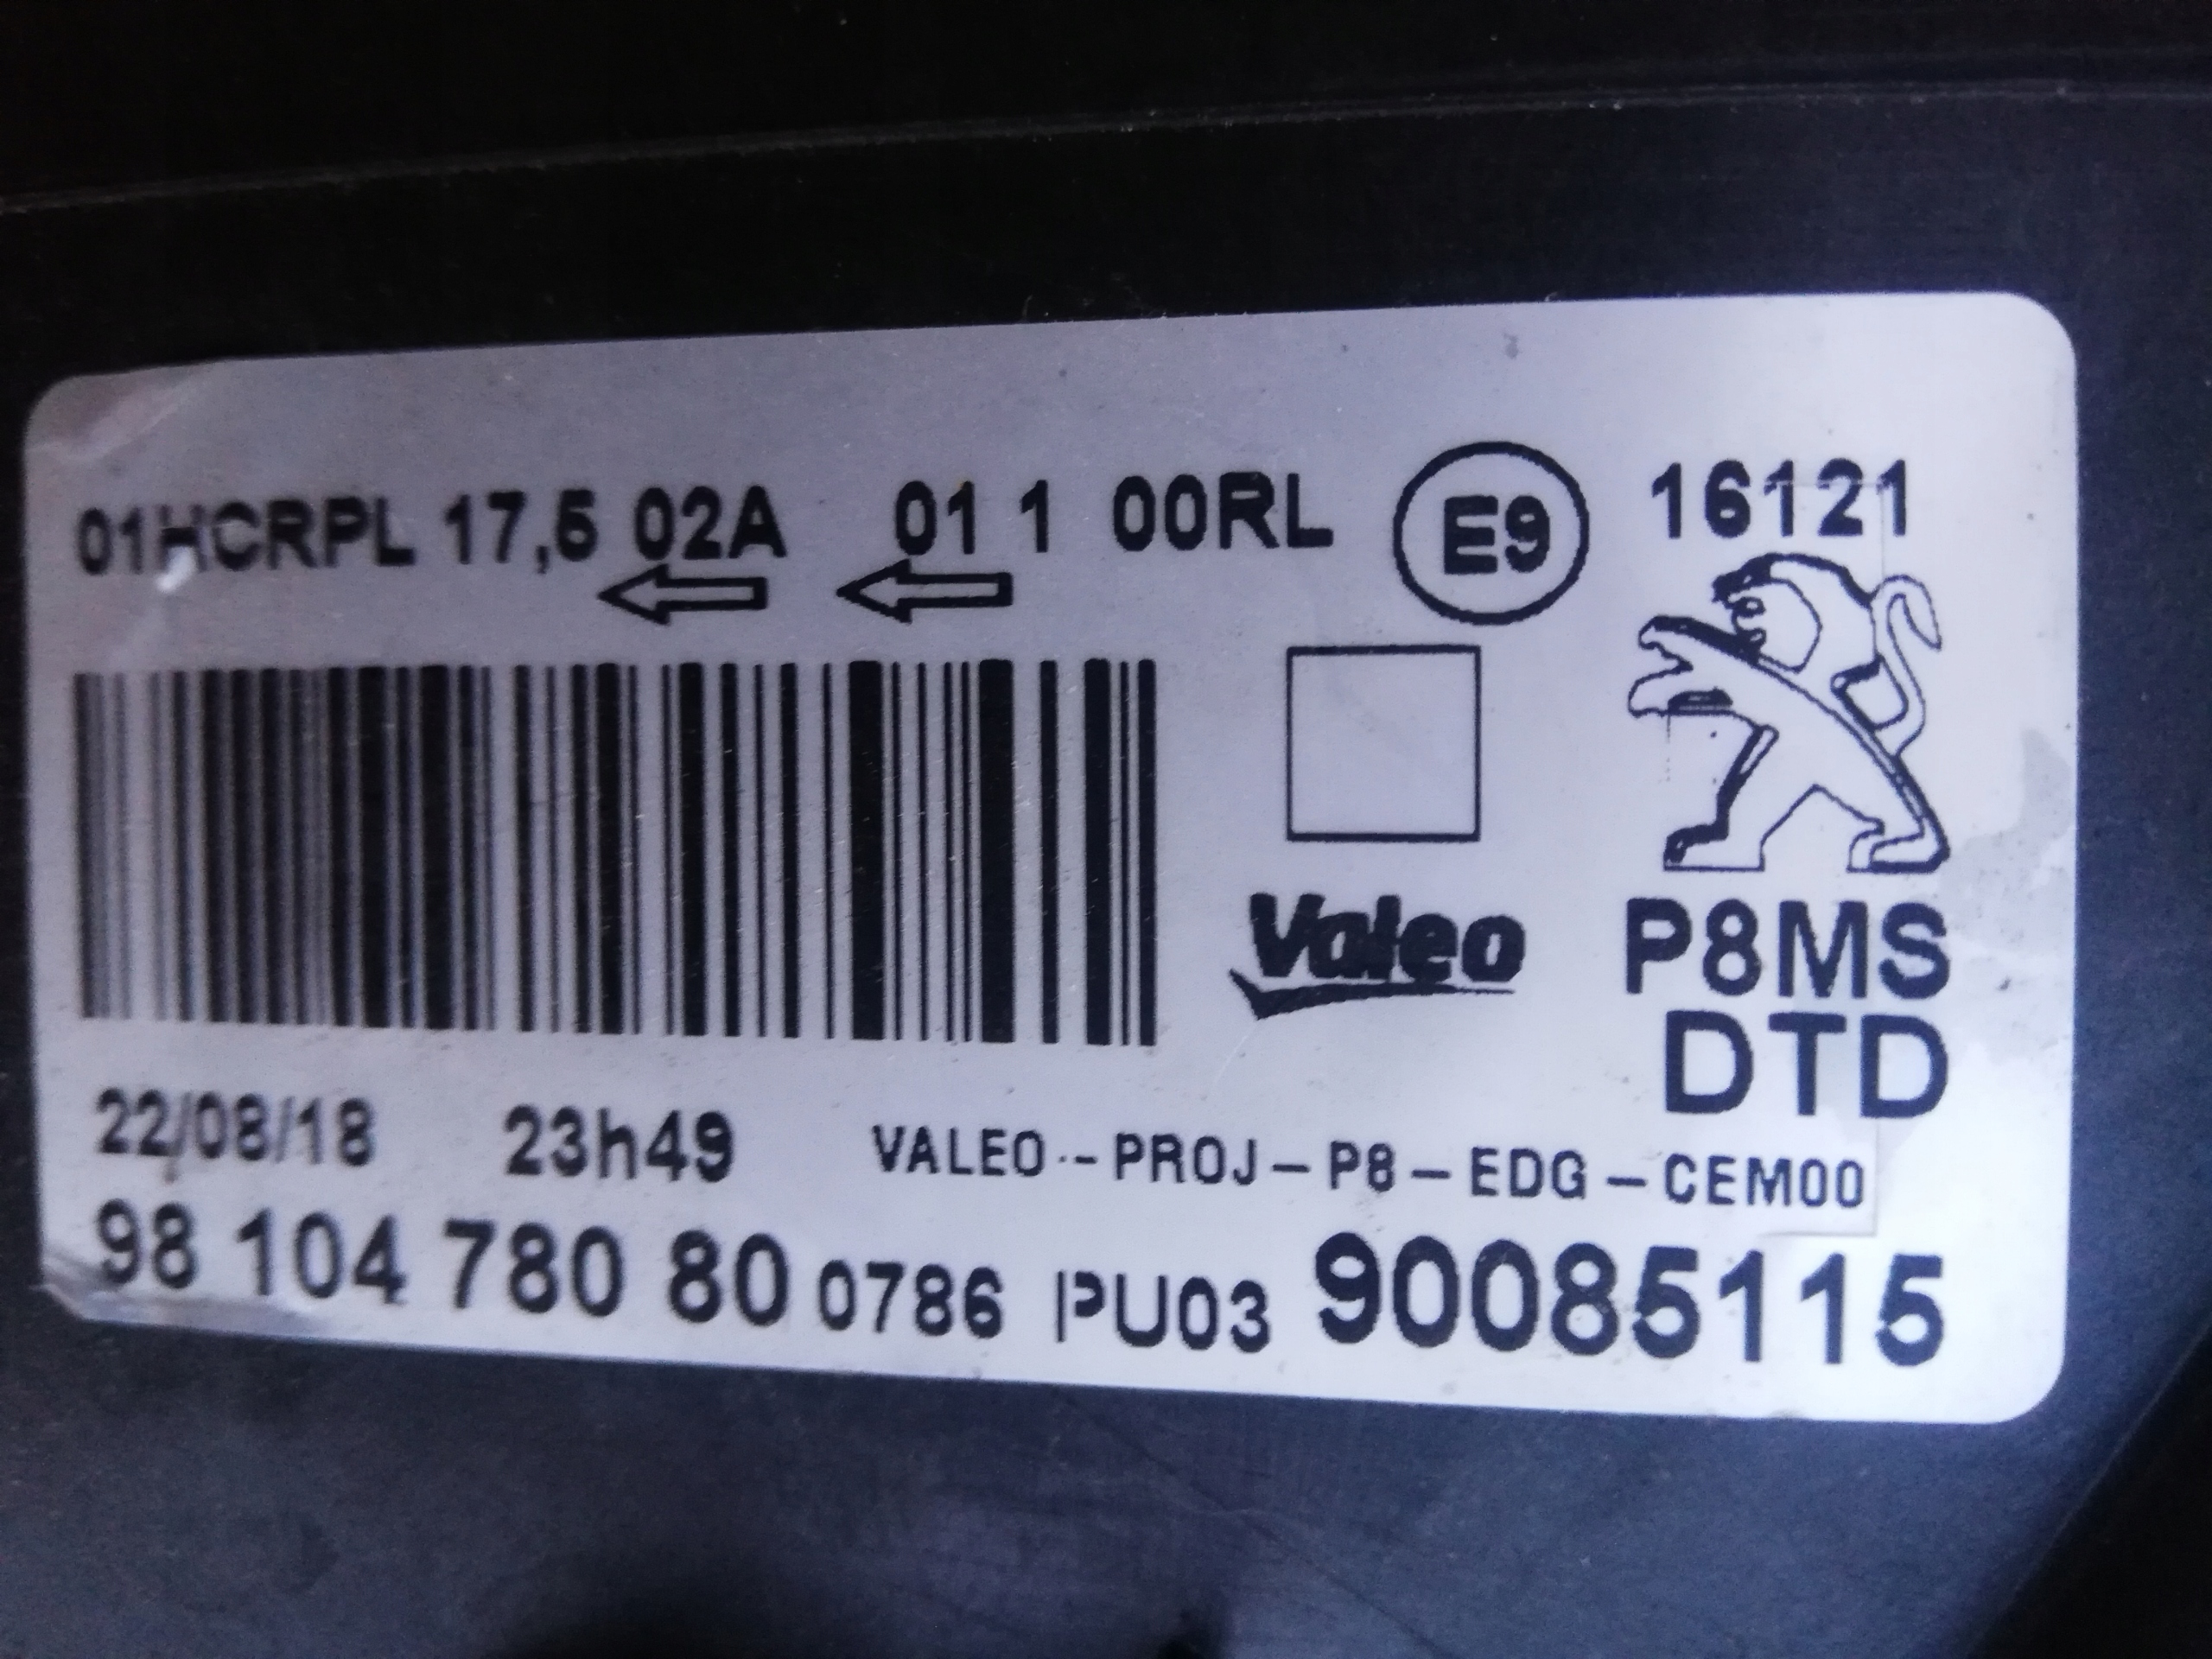 01HCRPL 17,5 02A 01 1 00RL E9 16121
Valeo
P8MS
DTD
22/08/18 23h49 VALEO--PROJ-P8-EDG-CEM00
98 104 780 80 0786 PU03 90085115